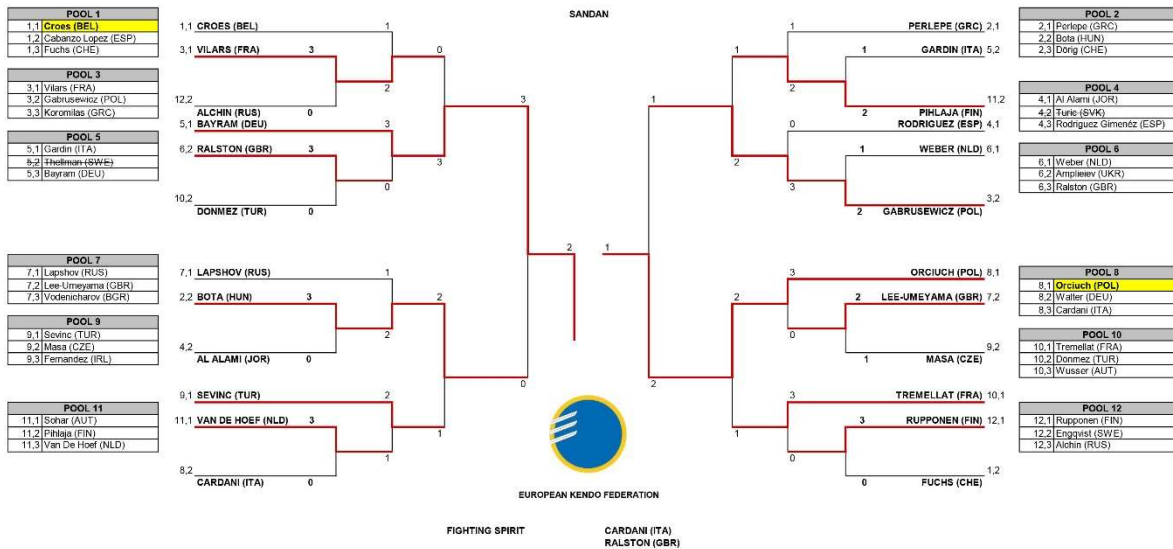 SANDAN
POOL 1
1,1 Croes (BEL)
1,2 Cabanzo Lopez (ESP)
1,3 Fuchs (CHE)
POOL 3
3,1 Vilars (FRA)
3,2 Gabrusewicz (POL)
3,3 Koromilas (GRC)
POOL 5
5,1 Gardin (ITA)
5,2 Thellman (SWE)
5,3 Bayram (DEU)
POOL 7
7,1 Lapshov (RUS)
7,2 Lee-Umeyama (GBR)
7,3 Vodenicharov (BGR)
POOL 9
9,1 Sevinc (TUR)
9,2 Masa (CZE)
9,3 Fernandez (IRL)
POOL 11
11,1 Sohar (AUT)
11,2 Pihlaja (FIN)
11,3 Van De Hoef (NLD)
1,1 CROES (BEL) 1
3,1 VILARS (FRA) 3
0
2
12,2
ALCHIN (RUS) 0
3
5,1 BAYRAM (DEU) 3
6,2 RALSTON (GBR) 3
3
0
10,2
DONMEZ (TUR) 0
2
7,1 LAPSHOV (RUS) 1
2,2 BOTA (HUN) 3
2
2
4,2
AL ALAMI (JOR) 0
0
9,1 SEVINC (TUR) 2
11,1 VAN DE HOEF (NLD) 3
1
1
8,2
CARDANI (ITA) 0
1 PERLEPE (GRC) 2,1
1 GARDIN (ITA) 5,2
1
2
11,2
2 PIHLAJA (FIN)
1
0 RODRIGUEZ (ESP) 4,1
1 WEBER (NLD) 6,1
2
3
3,2
2 GABRUSEWICZ (POL)
1
3 ORCIUCH (POL) 8,1
2 LEE-UMEYAMA (GBR) 7,2
2
0
9,2
1 MASA (CZE)
2
3 TREMELLAT (FRA) 10,1
3 RUPPONEN (FIN) 12,1
1
0
1,2
0 FUCHS (CHE)
POOL 2
2,1 Perlepe (GRC)
2,2 Bota (HUN)
2,3 Dörig (CHE)
POOL 4
4,1 Al Alami (JOR)
4,2 Turic (SVK)
4,3 Rodriguez Gimenéz (ESP)
POOL 6
6,1 Weber (NLD)
6,2 Amplieiev (UKR)
6,3 Ralston (GBR)
POOL 8
8,1 Orciuch (POL)
8,2 Walter (DEU)
8,3 Cardani (ITA)
POOL 10
10,1 Tremellat (FRA)
10,2 Donmez (TUR)
10,3 Wusser (AUT)
POOL 12
12,1 Rupponen (FIN)
12,2 Engqvist (SWE)
12,3 Alchin (RUS)
EUROPEAN KENDO FEDERATION
FIGHTING SPIRIT CARDANI (ITA)
RALSTON (GBR)